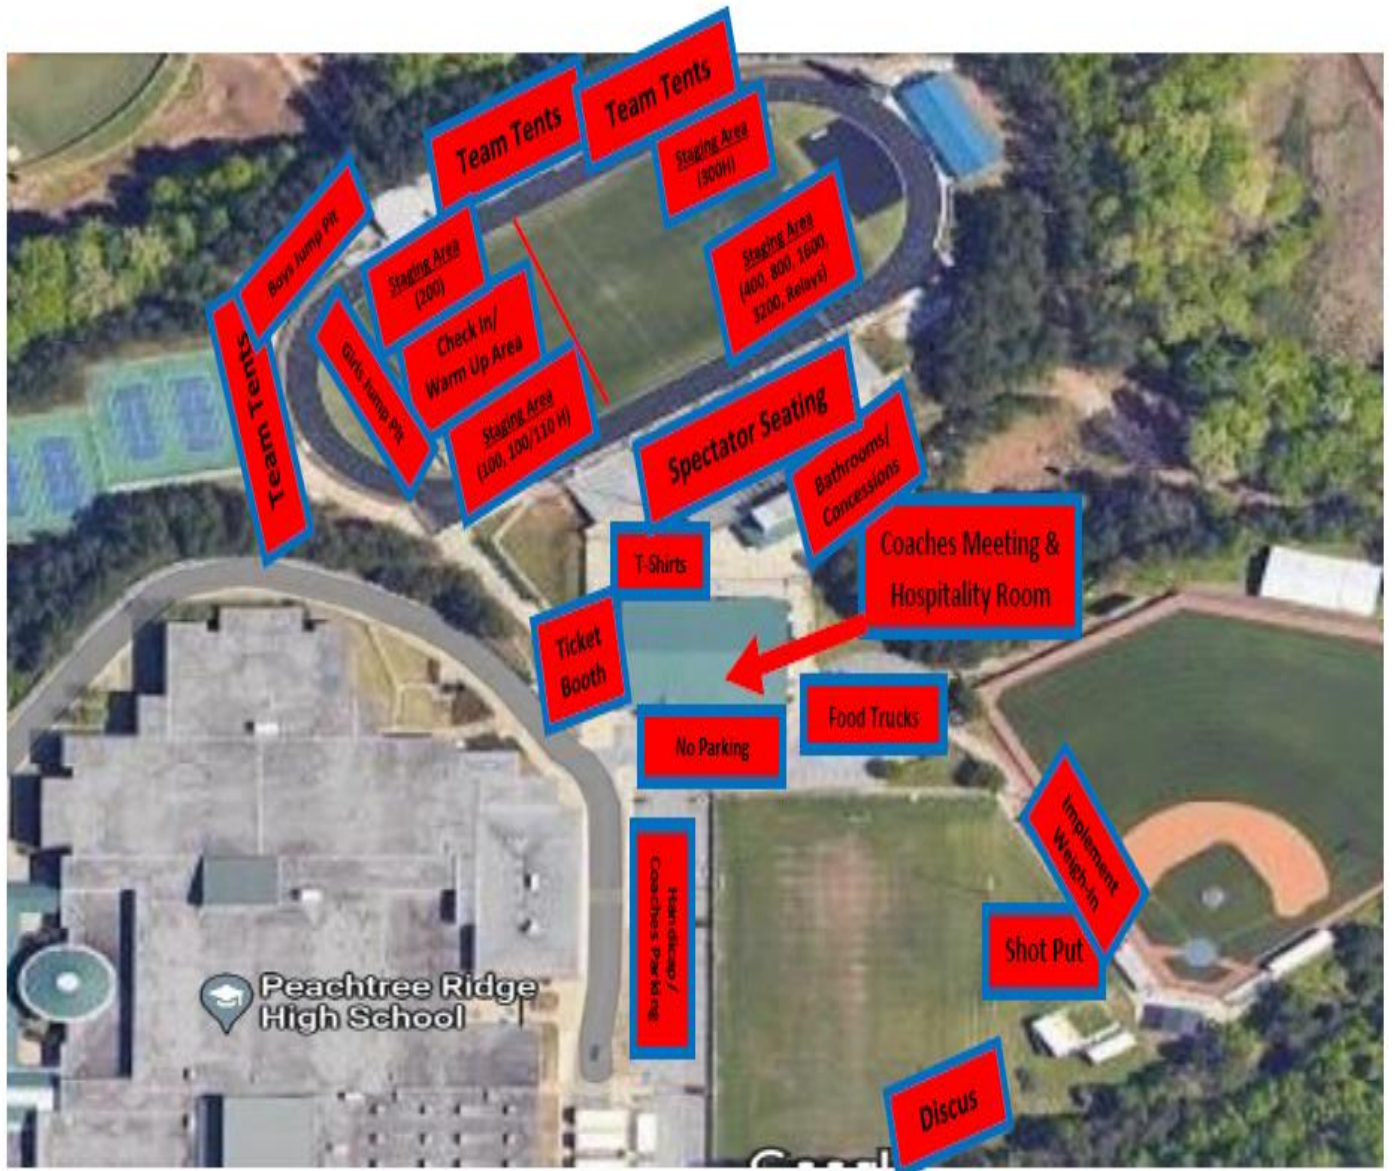 Team Tents
Team Tents
Staging Area
(300H)
Boys Jump Pit
Staging Area
(200)
Staging Area
(400, 800, 1600,
3200, Relays)
Check In/
Warm Up Area
Girls Jump Pit
Team Tents
Staging Area
(100, 100/110 H)
Spectator Seating
Bathrooms/
Concessions
T-Shirts
Coaches Meeting &
Hospitality Room
Ticket
Booth
Food Trucks
No Parking
Implement
Weigh-In
Handicap/
Coaches Parking
Shot Put
Peachtree Ridge
High School
Discus